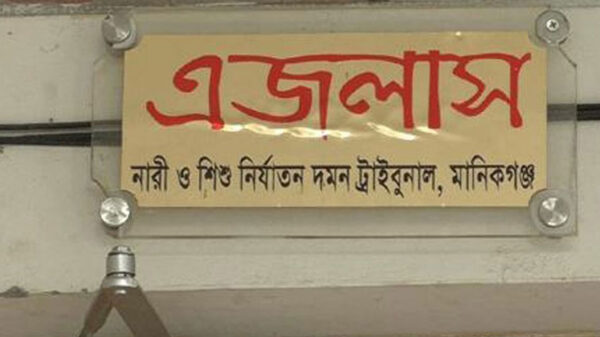 এজলাস
নারী ও শিশু নির্যাতন দমন ট্রাইবুনাল, মানিকগঞ্জ